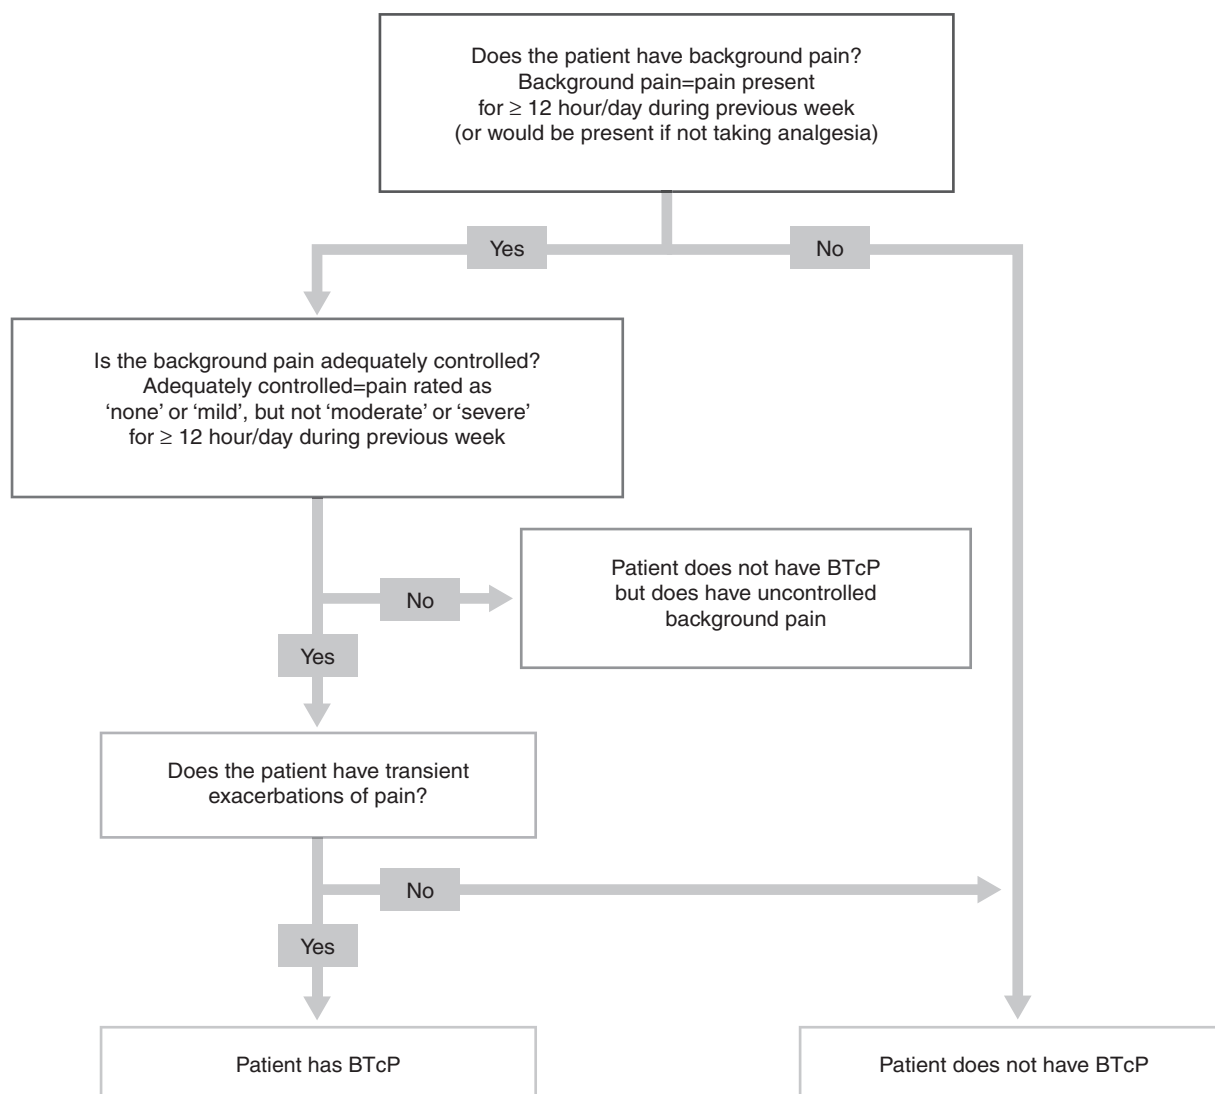 Does the patient have background pain?
Background pain=pain present
for ≥ 12 hour/day during previous week
(or would be present if not taking analgesia)
Yes
No
Is the background pain adequately controlled?
Adequately controlled=pain rated as
‘none’ or ‘mild’, but not ‘moderate’ or ‘severe’
for ≥ 12 hour/day during previous week
No
Patient does not have BTcP
but does have uncontrolled
background pain
Yes
Does the patient have transient
exacerbations of pain?
No
Yes
Patient has BTcP
Patient does not have BTcP